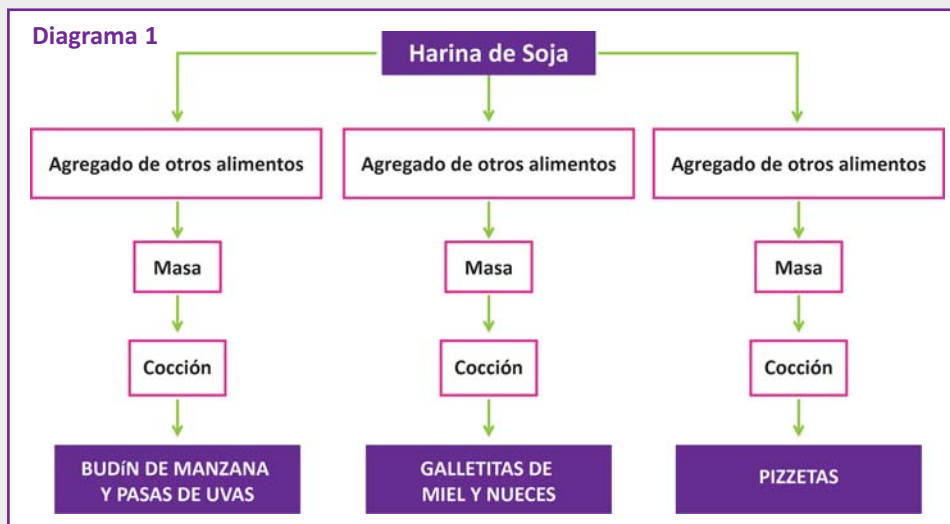 Diagrama 1
Harina de Soja
Agregado de otros alimentos
Agregado de otros alimentos
Agregado de otros alimentos
Masa
Masa
Masa
Cocción
Cocción
Cocción
BUDíN DE MANZANA
Y PASAS DE UVAS
GALLETITAS DE
MIEL Y NUECES
PIZZETAS